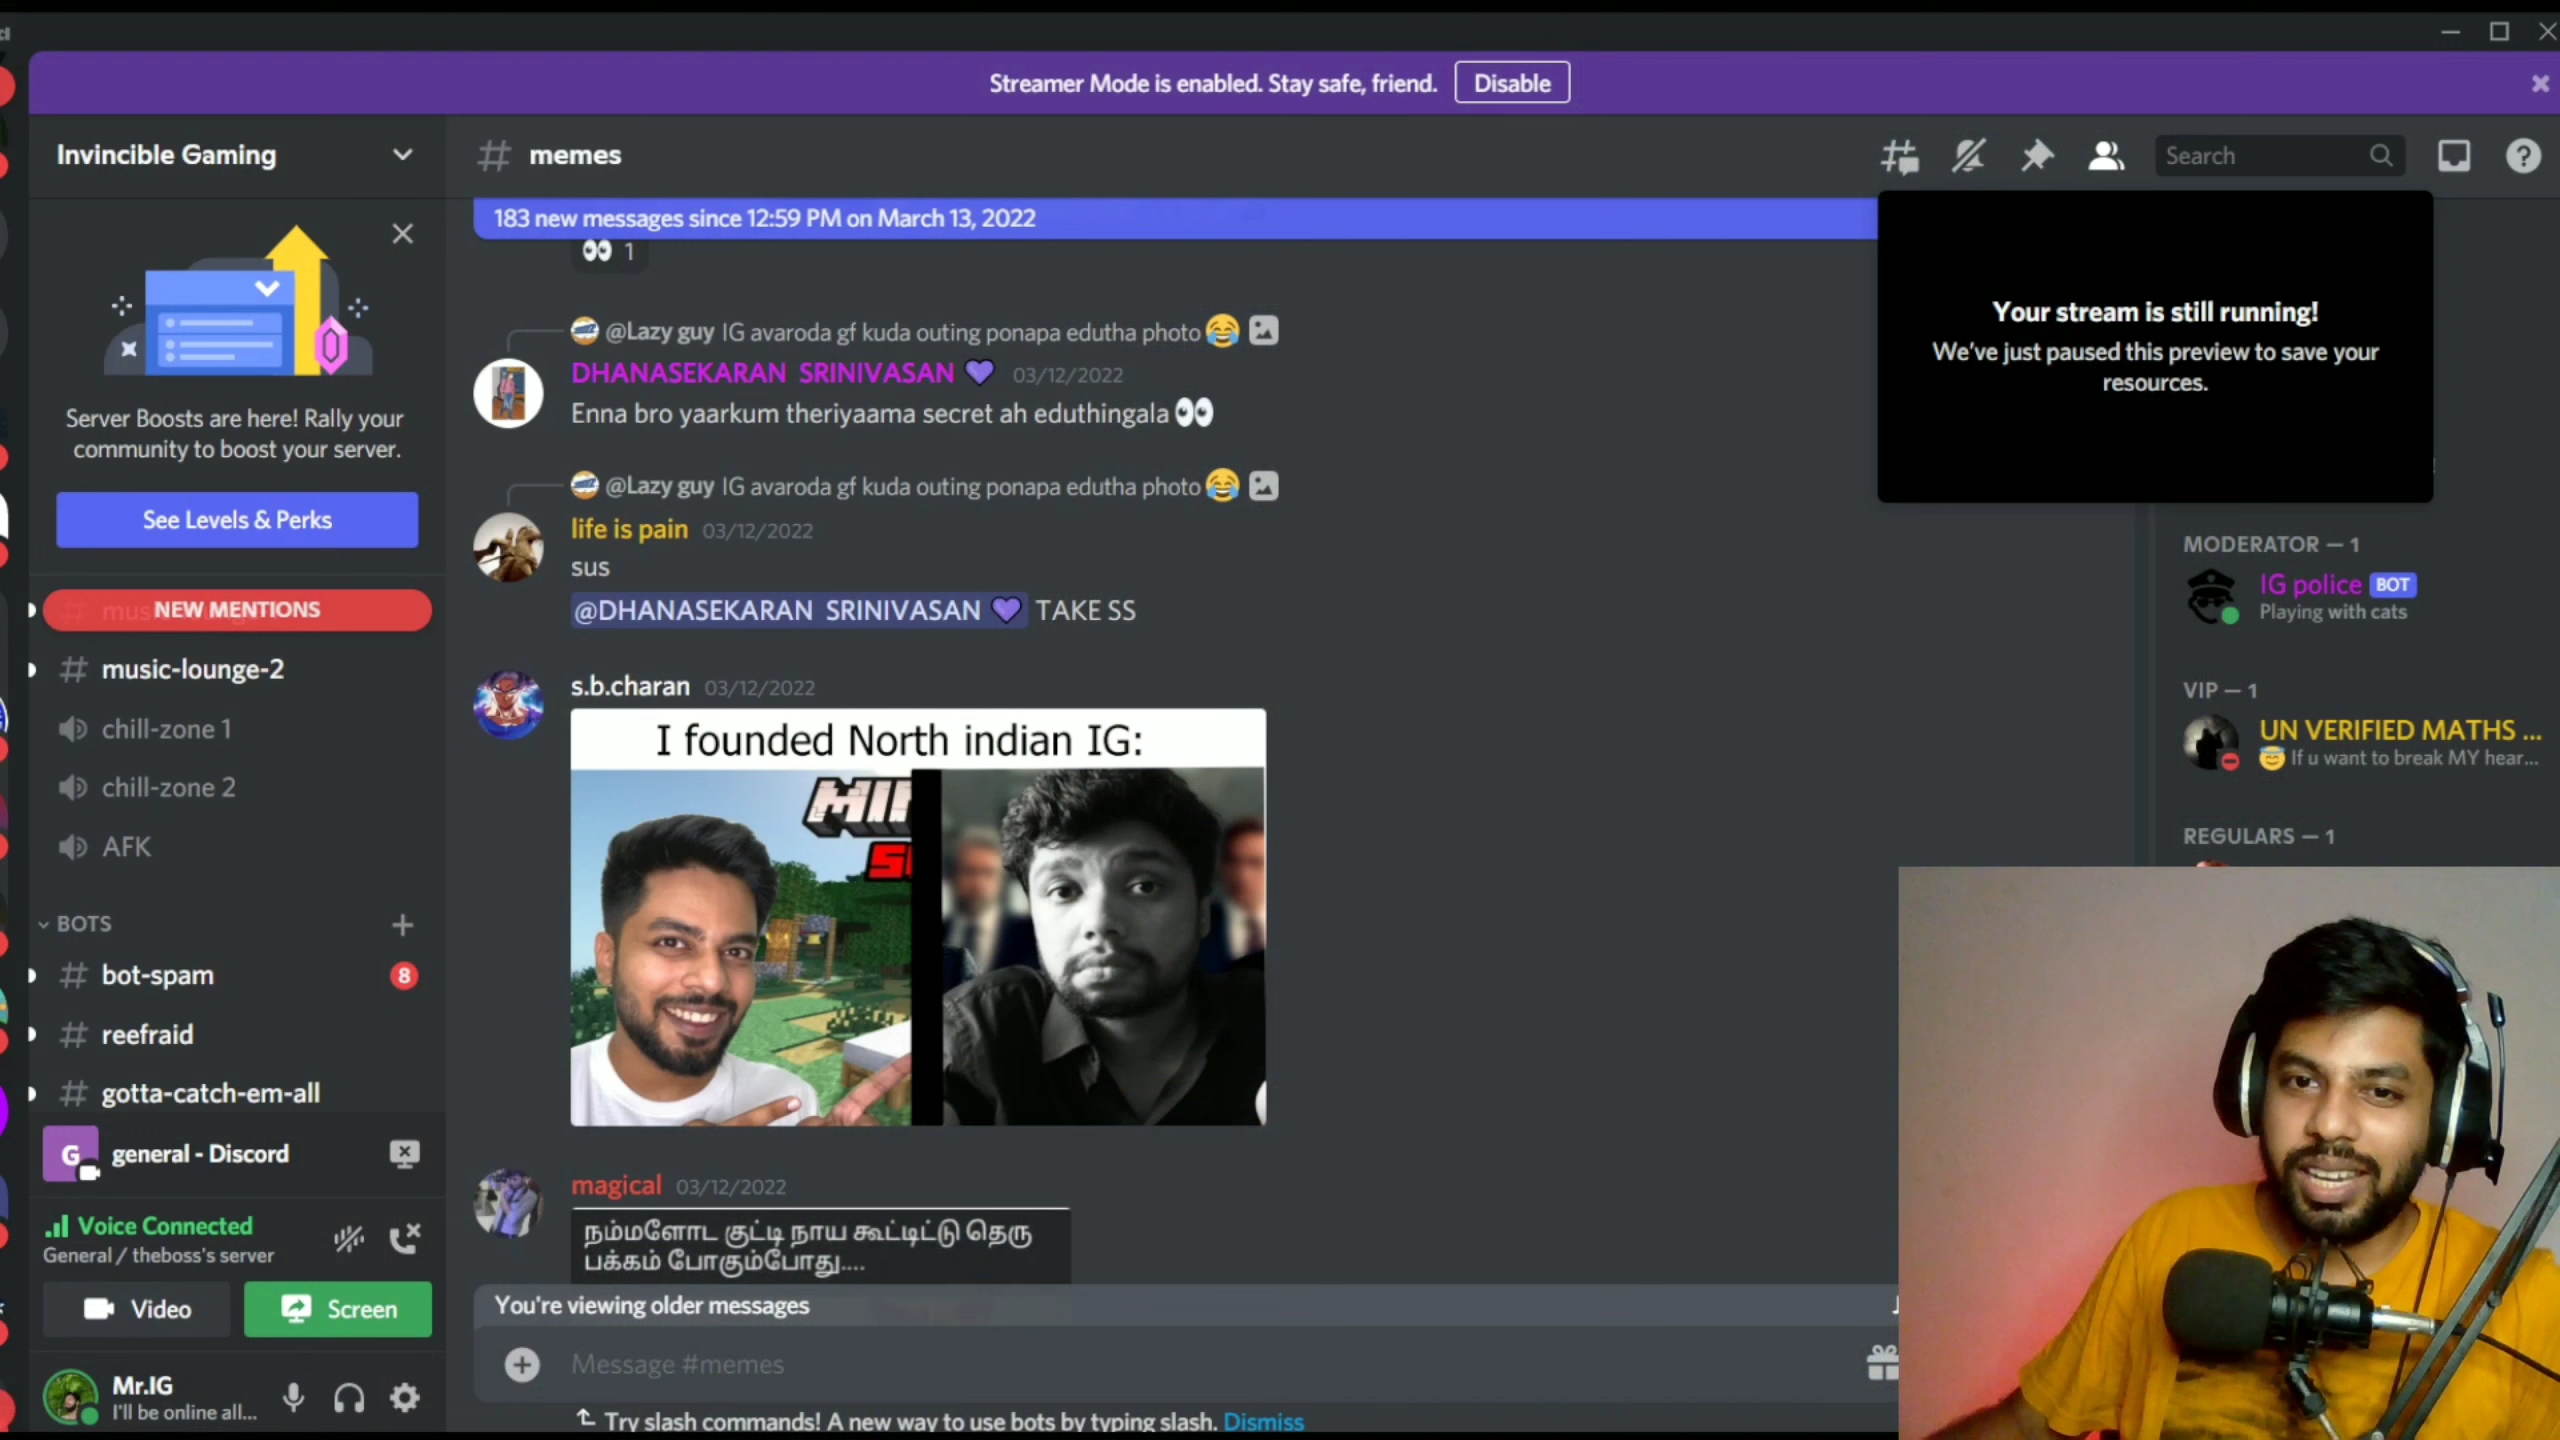 Streamer Mode is enabled. Stay safe, friend.
Disable
Invincible Gaming
memes
Search
183 new messages since 12:59 PM on March 13, 2022
👀 1
Your stream is still running!
We've just paused this preview to save your
resources.
Server Boosts are here! Rally your
community to boost your server.
See Levels & Perks
NEW MENTIONS
# music-lounge-2
chill-zone 1
chill-zone 2
AFK
BOTS
# bot-spam
8
# reefraid
# gotta-catch-em-all
G
general - Discord
Voice Connected
General / theboss's server
Video
Screen
Mr.IG
I'll be online all...
@Lazy guy IG avaroda gf kuda outing ponapa edutha photo 😂
DHANASEKARAN SRINIVASAN 💜 03/12/2022
Enna bro yaarkum theriyaama secret ah eduthingala 👀
@Lazy guy IG avaroda gf kuda outing ponapa edutha photo 😂
life is pain 03/12/2022
sus
@DHANASEKARAN SRINIVASAN 💜 TAKE SS
s.b.charan 03/12/2022
I founded North indian IG:
magical 03/12/2022
நம்மளோட குட்டி நாய கூட்டிட்டு தெரு
பக்கம் போகும்போது....
You're viewing older messages
Message #memes
Try slash commands! A new way to use bots by typing slash. Dismiss
MODERATOR — 1
IG police BOT
Playing with cats
VIP — 1
UN VERIFIED MATHS ...
😇 If u want to break MY hear...
REGULARS — 1